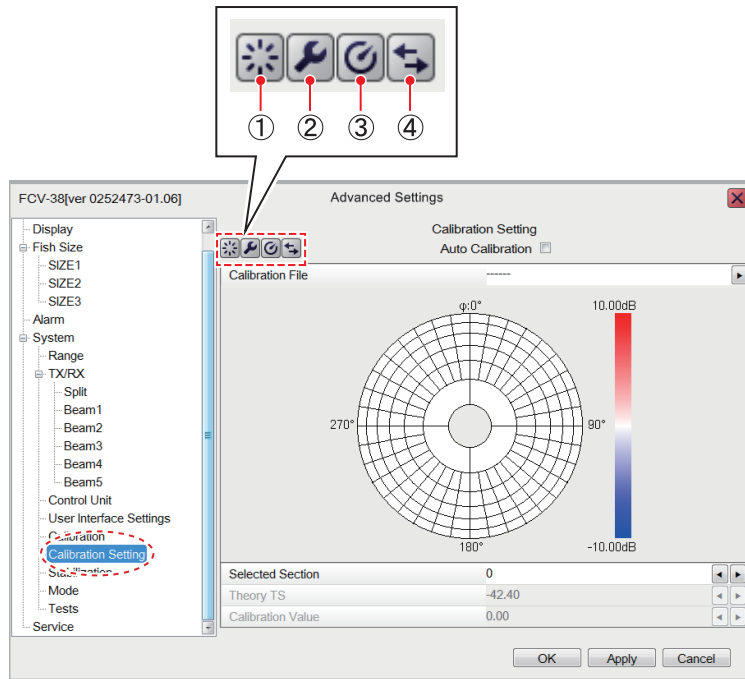 ① ② ③ ④
FCV-38[ver 0252473-01.06] Advanced Settings
Display
Fish Size
SIZE1
SIZE2
SIZE3
Alarm
System
Range
TX/RX
Split
Beam1
Beam2
Beam3
Beam4
Beam5
Control Unit
User Interface Settings
Calibration
Calibration Setting
Stabilization
Mode
Tests
Service
Calibration Setting
Auto Calibration
Calibration File ------
φ:0°
10.00dB
270°
90°
180°
-10.00dB
Selected Section 0
Theory TS -42.40
Calibration Value 0.00
OK Apply Cancel